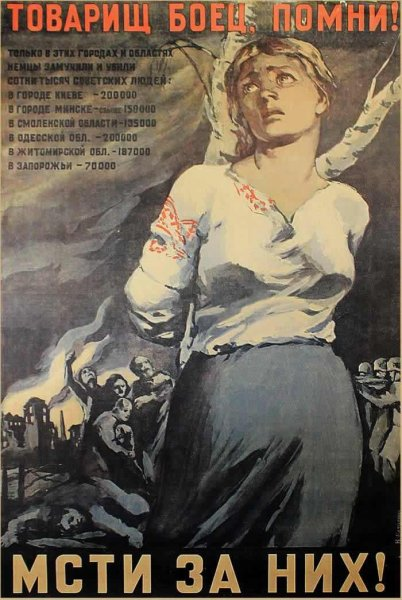 ТОВАРИЩ БОЕЦ, ПОМНИ!
ТОЛЬКО В ЭТИХ ГОРОДАХ И ОБЛАСТЯХ
НЕМЦЫ ЗАМУЧИЛИ И УБИЛИ
СОТНИ ТЫСЯЧ СОВЕТСКИХ ЛЮДЕЙ:
В ГОРОДЕ КИЕВЕ - 200000
В ГОРОДЕ МИНСКЕ - СВЫШЕ 150000
В СМОЛЕНСКОЙ ОБЛАСТИ - 135000
В ОДЕССКОЙ ОБЛ. - 200000
В ЖИТОМИРСКОЙ ОБЛ. - 187000
В ЗАПОРОЖЬИ - 70000
МСТИ ЗА НИХ!